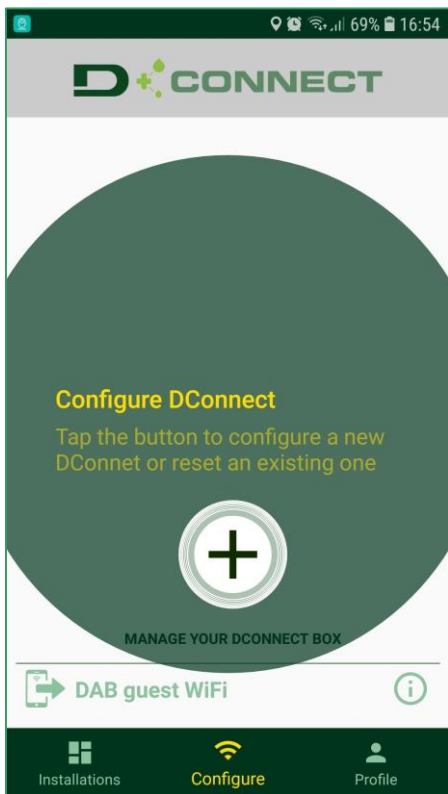 69% 16:54
D CONNECT
Configure DConnect
Tap the button to configure a new
DConnet or reset an existing one
MANAGE YOUR DCONNECT BOX
DAB guest WiFi
Installations Configure Profile